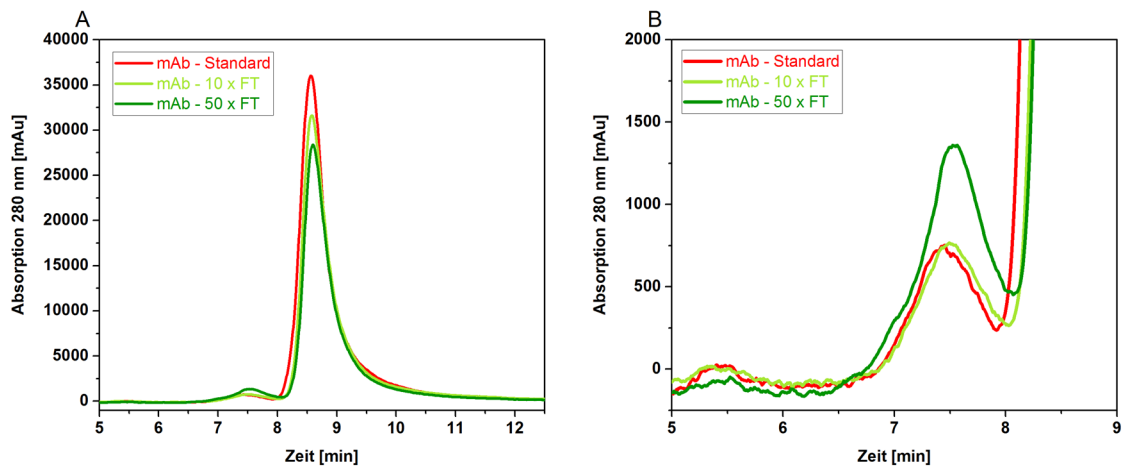 A
40000
35000
30000
25000
20000
15000
10000
5000
0
Absorption 280 nm [mAu]
mAb - Standard
mAb - 10 x FT
mAb - 50 x FT
5 6 7 8 9 10 11 12
Zeit [min]
B
2000
1500
1000
500
0
Absorption 280 nm [mAu]
mAb - Standard
mAb - 10 x FT
mAb - 50 x FT
5 6 7 8 9
Zeit [min]